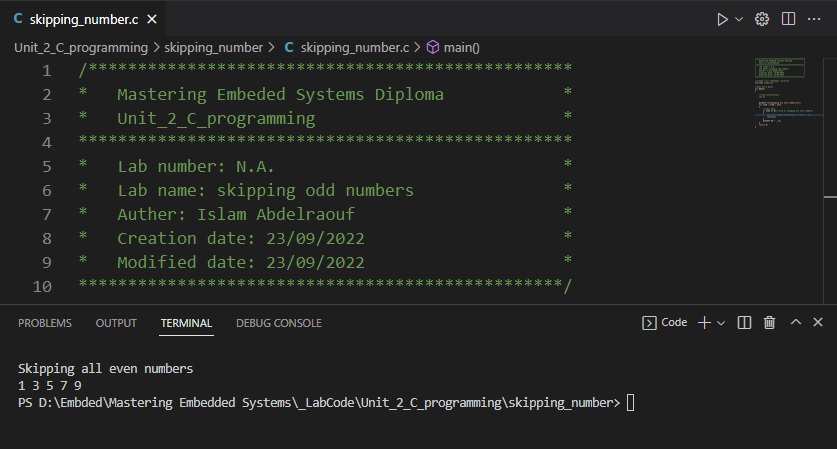 C skipping_number.c ×
Unit_2_C_programming > skipping_number > C skipping_number.c > main()
1 /*************************************************
2 *   Mastering Embeded Systems Diploma            *
3 *   Unit_2_C_programming                         *
4 **************************************************
5 *   Lab number: N.A.                             *
6 *   Lab name: skipping odd numbers               *
7 *   Auther: Islam Abdelraouf                     *
8 *   Creation date: 23/09/2022                    *
9 *   Modified date: 23/09/2022                    *
10 *************************************************/
PROBLEMS OUTPUT TERMINAL DEBUG CONSOLE Code
Skipping all even numbers
1 3 5 7 9
PS D:\Embded\Mastering Embedded Systems\_LabCode\Unit_2_C_programming\skipping_number>